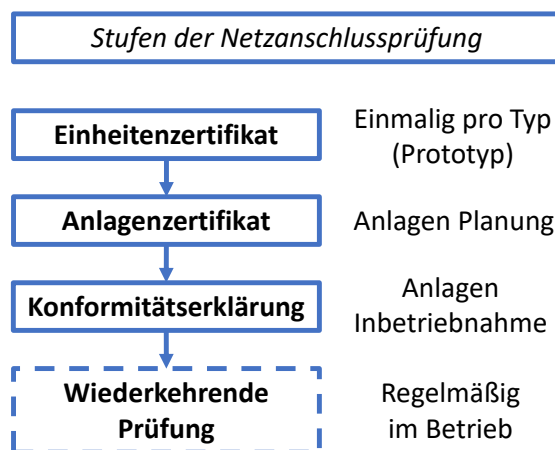 Stufen der Netzanschlussprüfung
Einheitenzertifikat
Einmalig pro Typ
(Prototyp)
Anlagenzertifikat
Anlagen Planung
Konformitätserklärung
Anlagen
Inbetriebnahme
Wiederkehrende
Prüfung
Regelmäßig
im Betrieb